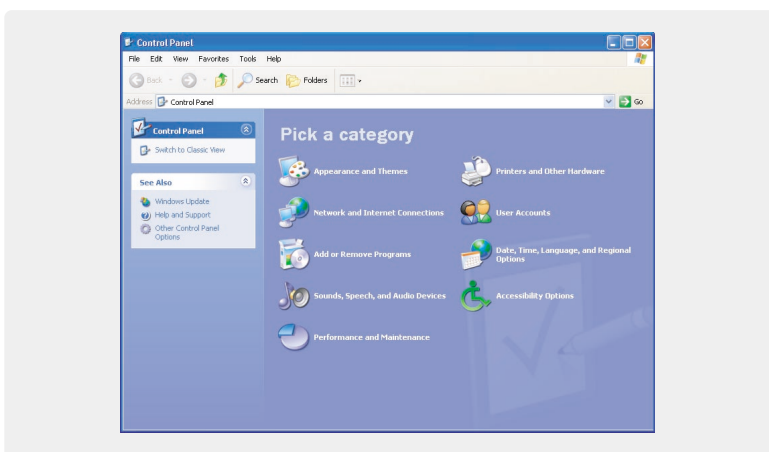 Control Panel
File Edit View Favorites Tools Help
Back Search Folders
Address Control Panel Go
Control Panel
Switch to Classic View
See Also
Windows Update
Help and Support
Other Control Panel
Options
Pick a category
Appearance and Themes
Printers and Other Hardware
Network and Internet Connections
User Accounts
Add or Remove Programs
Date, Time, Language, and Regional
Options
Sounds, Speech, and Audio Devices
Accessibility Options
Performance and Maintenance